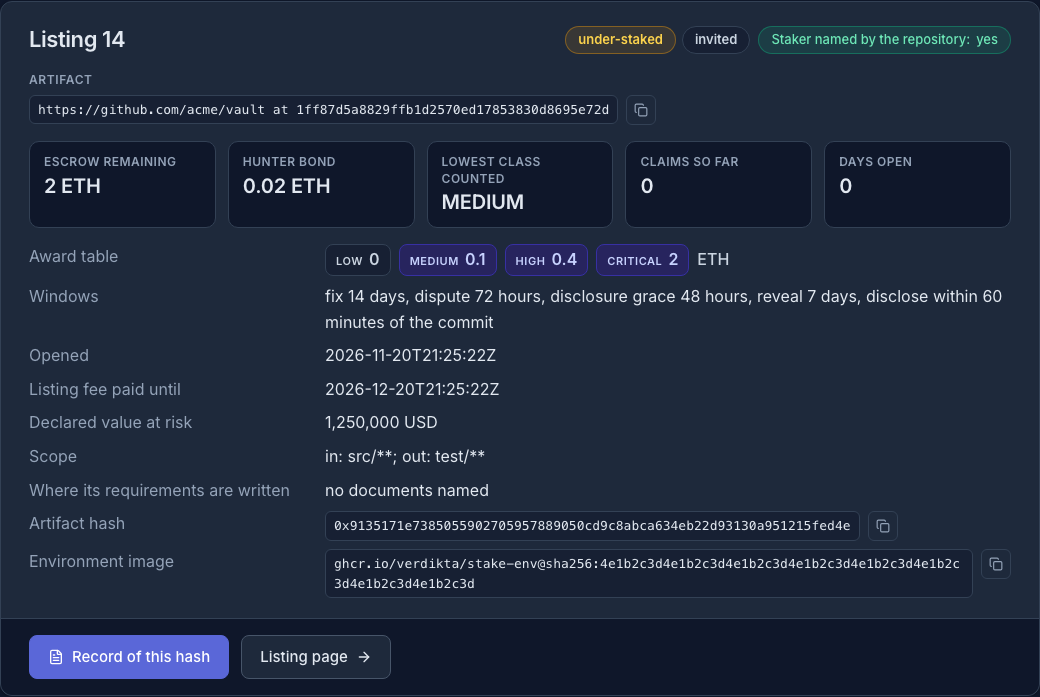 Listing 14
under-staked
invited
Staker named by the repository: yes
ARTIFACT
https://github.com/acme/vault at 1ff87d5a8829ffb1d2570ed17853830d8695e72d
ESCROW REMAINING
2 ETH
HUNTER BOND
0.02 ETH
LOWEST CLASS
COUNTED
MEDIUM
CLAIMS SO FAR
0
DAYS OPEN
0
Award table
LOW 0
MEDIUM 0.1
HIGH 0.4
CRITICAL 2
ETH
Windows
fix 14 days, dispute 72 hours, disclosure grace 48 hours, reveal 7 days, disclose within 60
minutes of the commit
Opened
2026-11-20T21:25:22Z
Listing fee paid until
2026-12-20T21:25:22Z
Declared value at risk
1,250,000 USD
Scope
in: src/**; out: test/**
Where its requirements are written
no documents named
Artifact hash
0x9135171e7385055902705957889050cd9c8abca634eb22d93130a951215fed4e
Environment image
ghcr.io/verdikta/stake-env@sha256:4e1b2c3d4e1b2c3d4e1b2c3d4e1b2c3d4e1b2c3d4e1b2c
3d4e1b2c3d4e1b2c3d
Record of this hash
Listing page →